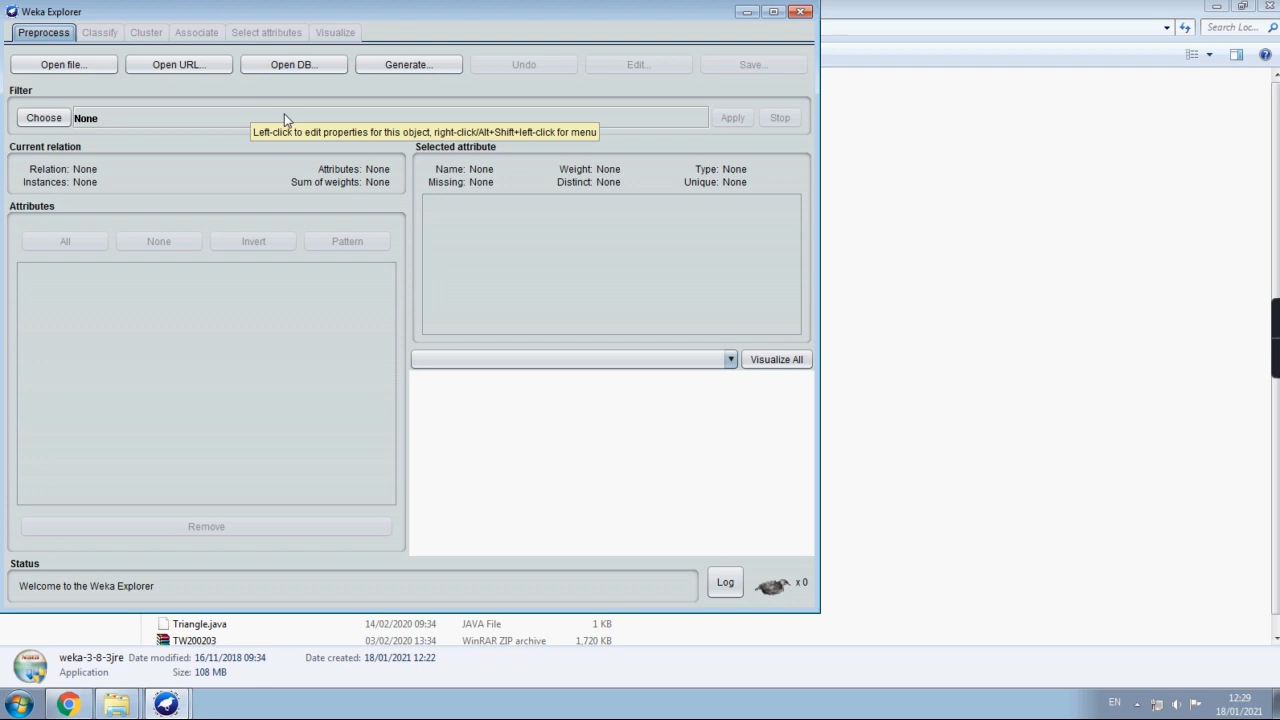 Weka Explorer
Search Loc...
Preprocess Classify Cluster Associate Select attributes Visualize
Open file... Open URL... Open DB... Generate... Undo Edit... Save...
Filter
Choose None Apply Stop
Left-click to edit properties for this object, right-click/Alt+Shift+left-click for menu
Current relation
Relation: None Attributes: None
Instances: None Sum of weights: None
Selected attribute
Name: None Weight: None Type: None
Missing: None Distinct: None Unique: None
Attributes
All None Invert Pattern
Visualize All
Remove
Status
Welcome to the Weka Explorer
Log
x 0
Triangle.java 14/02/2020 09:34 JAVA File 1 KB
TW200203 03/02/2020 13:34 WinRAR ZIP archive 1,720 KB
weka-3-8-3jre Date modified: 16/11/2018 09:34 Date created: 18/01/2021 12:22
Application Size: 108 MB
EN
12:29
18/01/2021